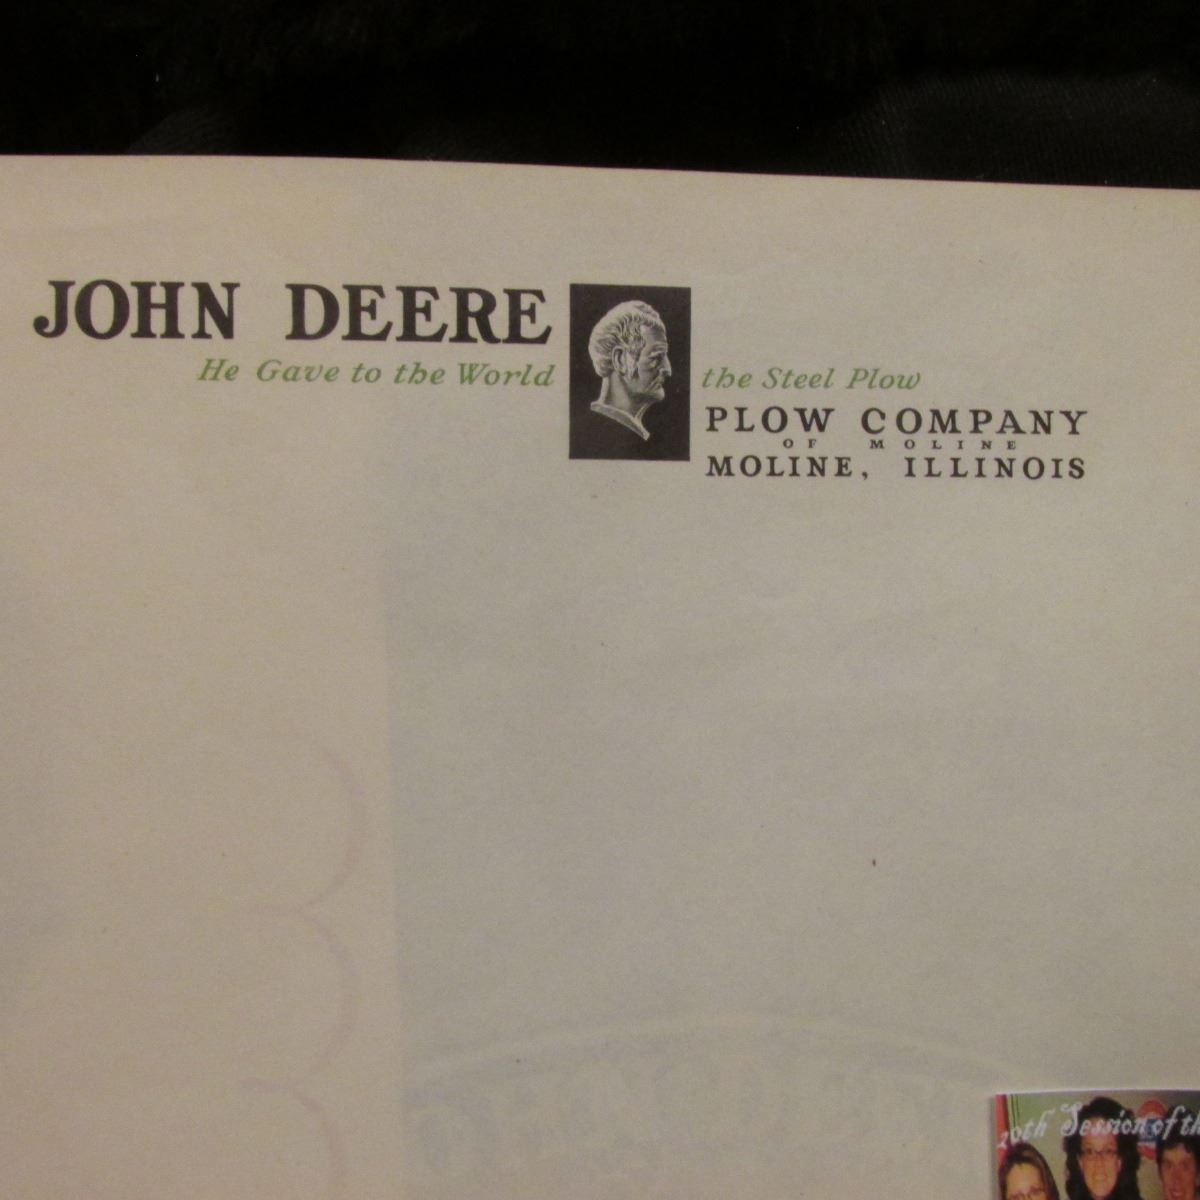 JOHN DEERE
He Gave to the World the Steel Plow
PLOW COMPANY
OF MOLINE
MOLINE, ILLINOIS
20th Session of th